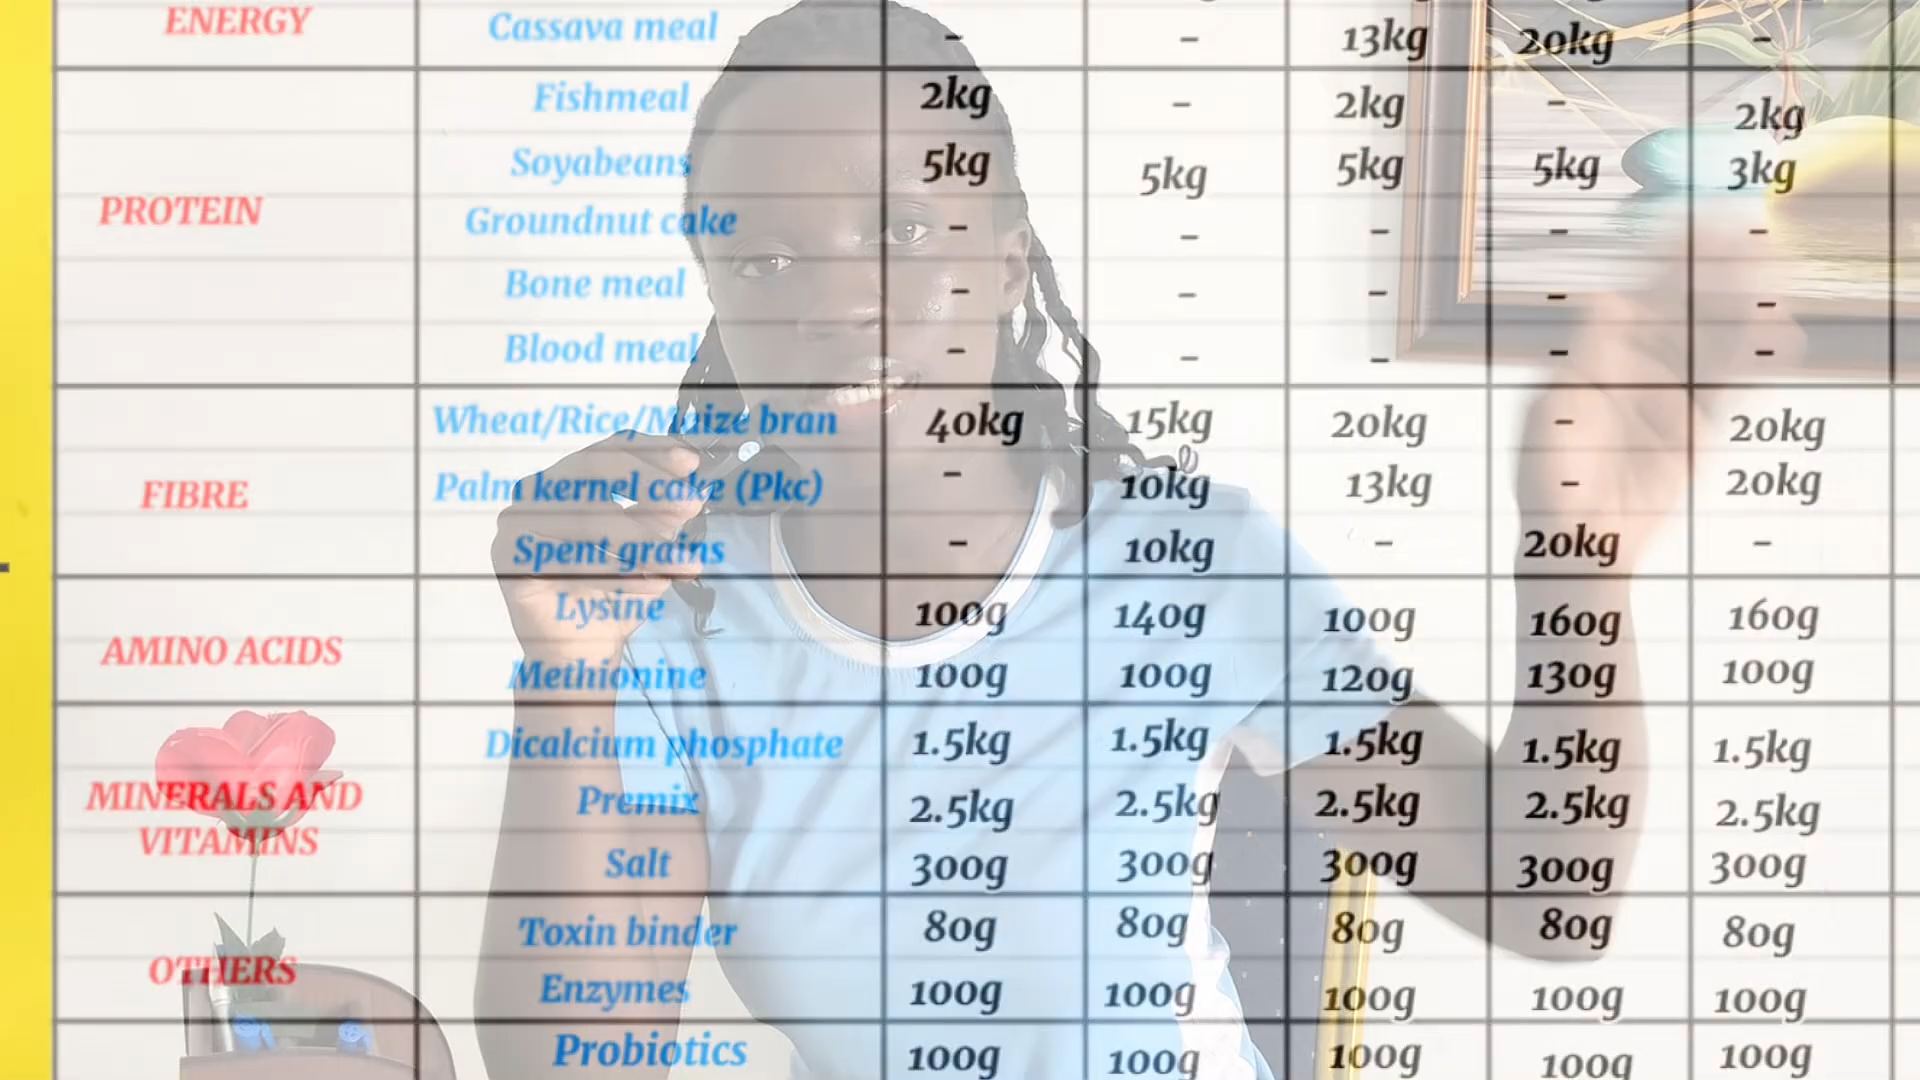 ENERGY Cassava meal - - 13kg 20kg -
Fishmeal 2kg - 2kg - 2kg
Soyabeans 5kg 5kg 5kg 5kg 3kg
PROTEIN Groundnut cake - - - - -
Bone meal - - - - -
Blood meal - - - - -
Wheat/Rice/Maize bran 40kg 15kg 20kg - 20kg
FIBRE Palm kernel cake (Pkc) - 10kg 13kg - 20kg
Spent grains - 10kg - 20kg -
Lysine 100g 140g 100g 160g 160g
AMINO ACIDS Methionine 100g 100g 120g 130g 100g
Dicalcium phosphate 1.5kg 1.5kg 1.5kg 1.5kg 1.5kg
MINERALS AND Premix 2.5kg 2.5kg 2.5kg 2.5kg 2.5kg
VITAMINS Salt 300g 300g 300g 300g 300g
Toxin binder 80g 80g 80g 80g 80g
OTHERS Enzymes 100g 100g 100g 100g 100g
Probiotics 100g 100g 100g 100g 100g